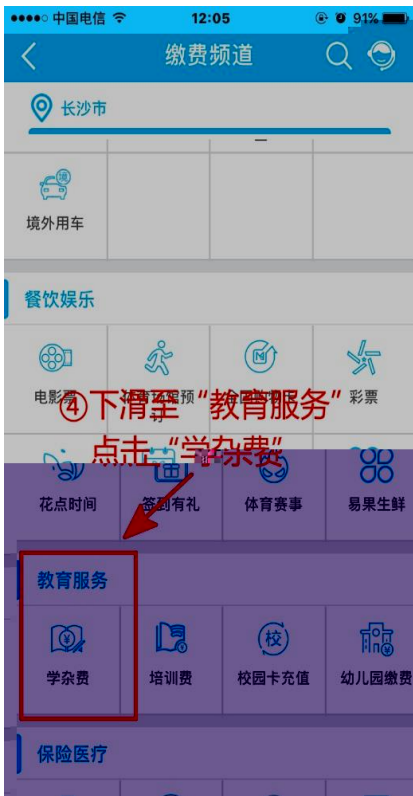 中国电信 12:05 91%
缴费频道
长沙市
境外用车
餐饮娱乐
电影票 预 彩票
④下滑至“教育服务”
点击“学杂费”
花点时间 签到有礼 体育赛事 易果生鲜
教育服务
学杂费 培训费 校园卡充值 幼儿园缴费
校
保险医疗